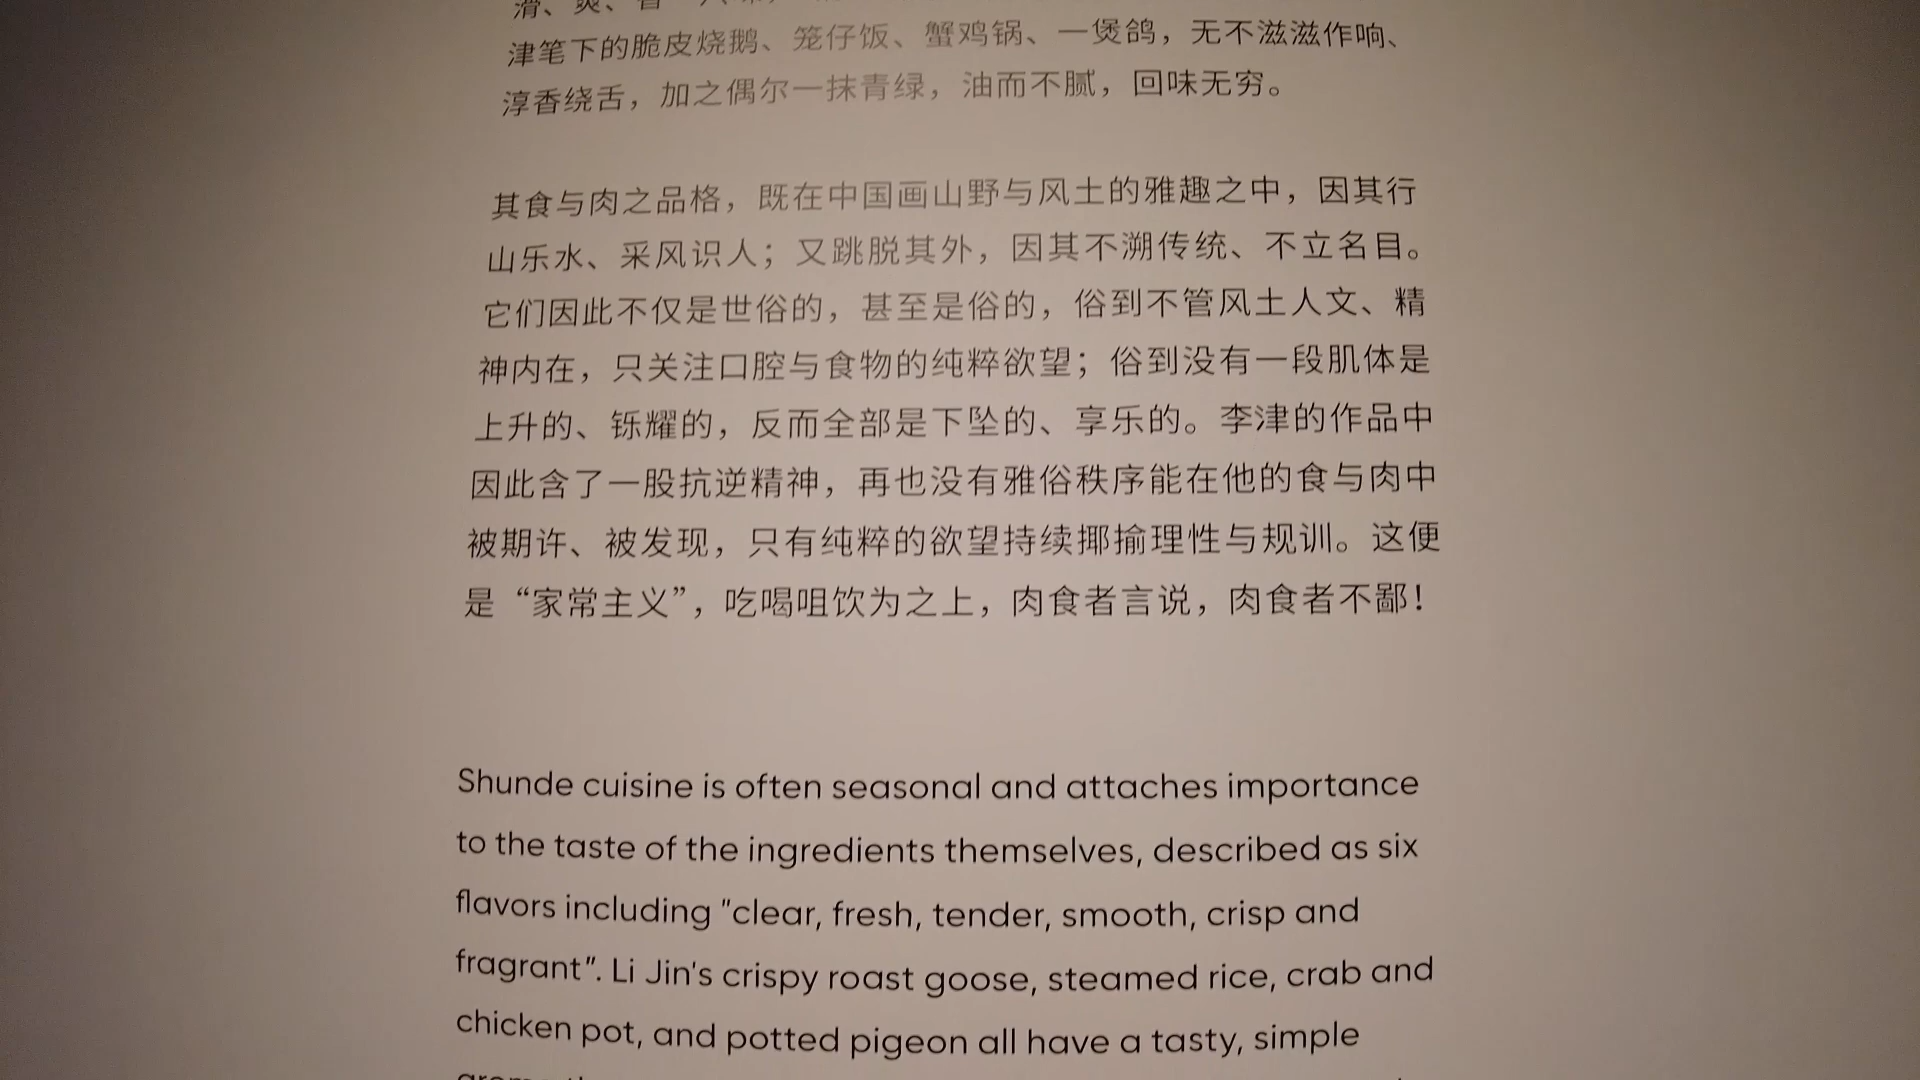 滑、爽、香
津笔下的脆皮烧鹅、笼仔饭、蟹鸡锅、一煲鸽，无不滋滋作响、
淳香绕舌，加之偶尔一抹青绿，油而不腻，回味无穷。
其食与肉之品格，既在中国画山野与风土的雅趣之中，因其行
山乐水、采风识人；又跳脱其外，因其不溯传统、不立名目。
它们因此不仅是世俗的，甚至是俗的，俗到不管风土人文、精
神内在，只关注口腔与食物的纯粹欲望；俗到没有一段肌体是
上升的、铄耀的，反而全部是下坠的、享乐的。李津的作品中
因此含了一股抗逆精神，再也没有雅俗秩序能在他的食与肉中
被期许、被发现，只有纯粹的欲望持续揶揄理性与规训。这便
是“家常主义”，吃喝咀饮为之上，肉食者言说，肉食者不鄙！
Shunde cuisine is often seasonal and attaches importance
to the taste of the ingredients themselves, described as six
flavors including "clear, fresh, tender, smooth, crisp and
fragrant". Li Jin's crispy roast goose, steamed rice, crab and
chicken pot, and potted pigeon all have a tasty, simple